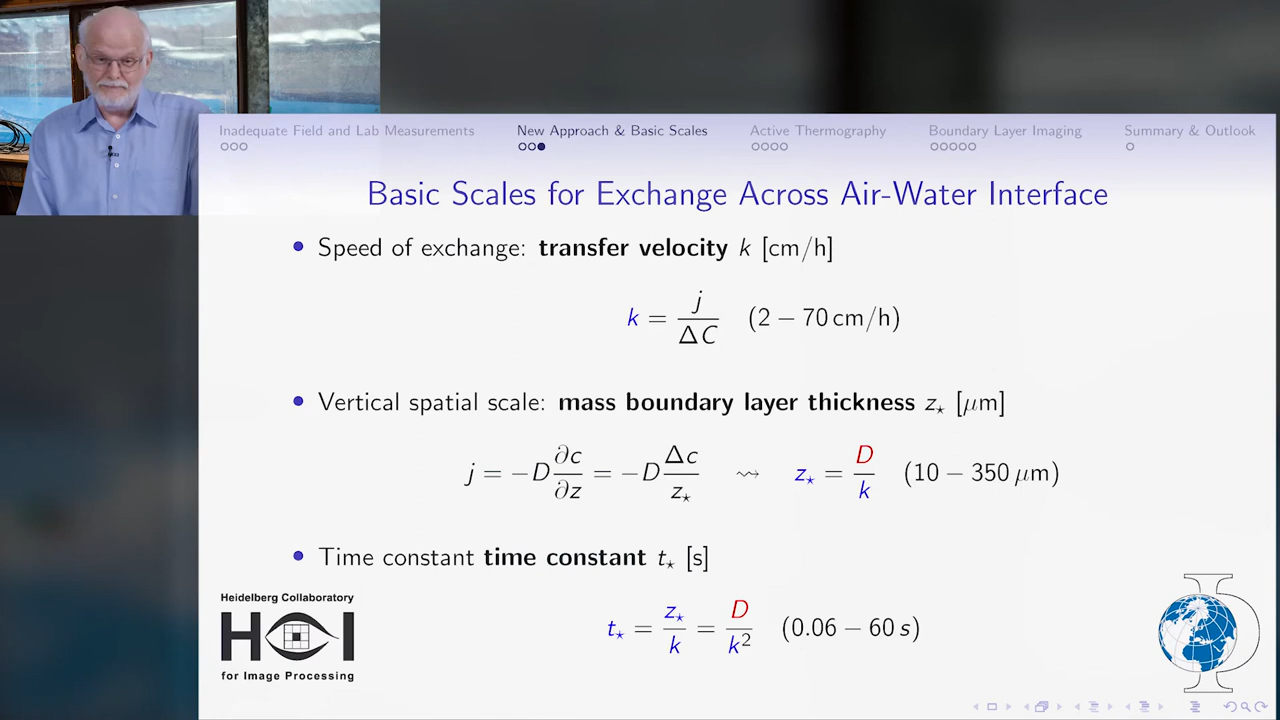 Inadequate Field and Lab Measurements New Approach & Basic Scales Active Thermography Boundary Layer Imaging Summary & Outlook
Basic Scales for Exchange Across Air-Water Interface
• Speed of exchange: transfer velocity k [cm/h]
k = j / ΔC (2 – 70 cm/h)
• Vertical spatial scale: mass boundary layer thickness z⋆ [μm]
j = −D ∂c/∂z = −D Δc/z⋆ ⇝ z⋆ = D/k (10 − 350 μm)
• Time constant time constant t⋆ [s]
t⋆ = z⋆/k = D/k² (0.06 − 60 s)
Heidelberg Collaboratory
HCI
for Image Processing